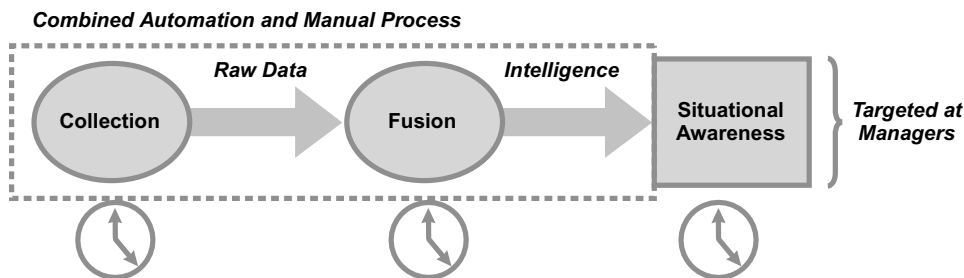 Combined Automation and Manual Process
Raw Data
Intelligence
Collection
Fusion
Situational
Awareness
Targeted at
Managers